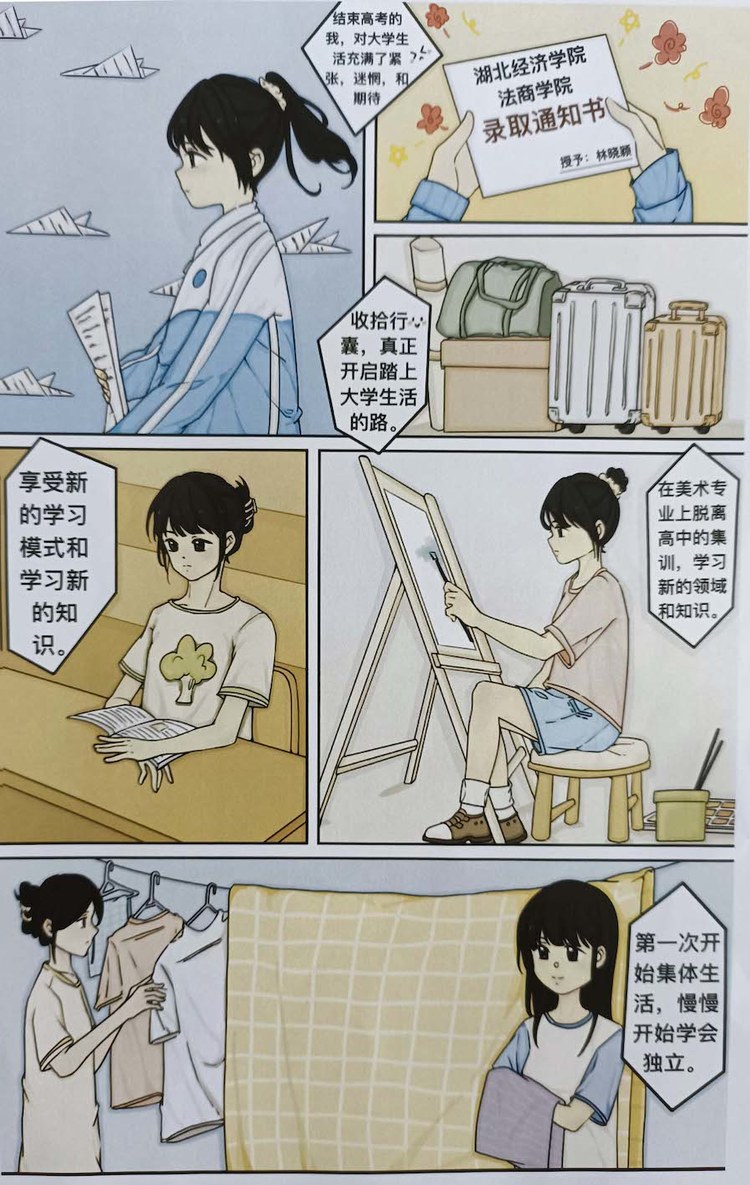 结束高考的
我，对大学生
活充满了紧
张，迷惘，和
期待
湖北经济学院
法商学院
录取通知书
授予：林晓颖
收拾行
囊，真正
开启踏上
大学生活
的路。
享受新
的学习
模式和
学习新
的知
识。
在美术专
业上脱离
高中的集
训，学习
新的领域
和知识。
第一次开
始集体生
活，慢慢
开始学会
独立。